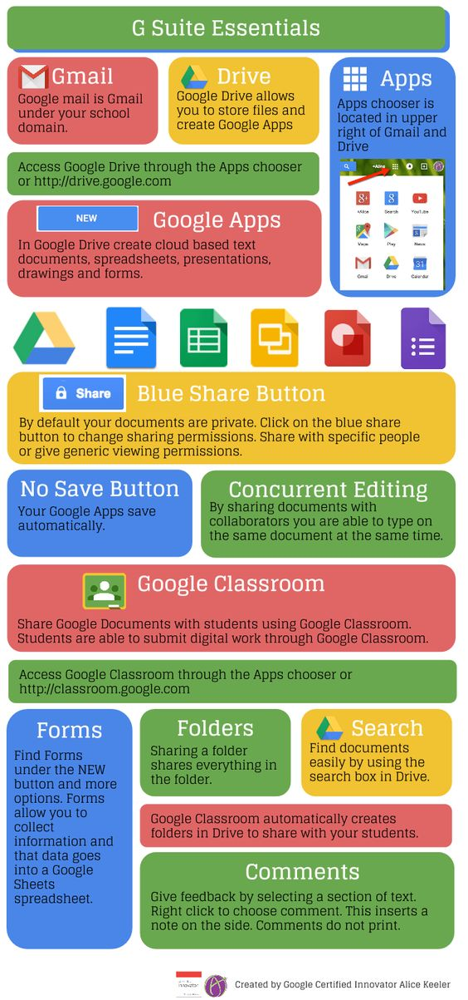 G Suite Essentials
Gmail
Google mail is Gmail
under your school
domain.
Drive
Google Drive allows
you to store files and
create Google Apps
Apps
Apps chooser is
located in upper
right of Gmail and
Drive
+Alice
+Alice
Search
YouTube
Maps
Play
News
Gmail
Drive
31
Calendar
Access Google Drive through the Apps chooser
or http://drive.google.com
NEW
Google Apps
In Google Drive create cloud based text
documents, spreadsheets, presentations,
drawings and forms.
Share
Blue Share Button
By default your documents are private. Click on the blue share
button to change sharing permissions. Share with specific people
or give generic viewing permissions.
No Save Button
Your Google Apps save
automatically.
Concurrent Editing
By sharing documents with
collaborators you are able to type on
the same document at the same time.
Google Classroom
Share Google Documents with students using Google Classroom.
Students are able to submit digital work through Google Classroom.
Access Google Classroom through the Apps chooser or
http://classroom.google.com
Forms
Find Forms
under the NEW
button and more
options. Forms
allow you to
collect
information and
that data goes
into a Google
Sheets
spreadsheet.
Folders
Sharing a folder
shares everything in
the folder.
Search
Find documents
easily by using the
search box in Drive.
Google Classroom automatically creates
folders in Drive to share with your students.
Comments
Give feedback by selecting a section of text.
Right click to choose comment. This inserts a
note on the side. Comments do not print.
Innovator
Created by Google Certified Innovator Alice Keeler